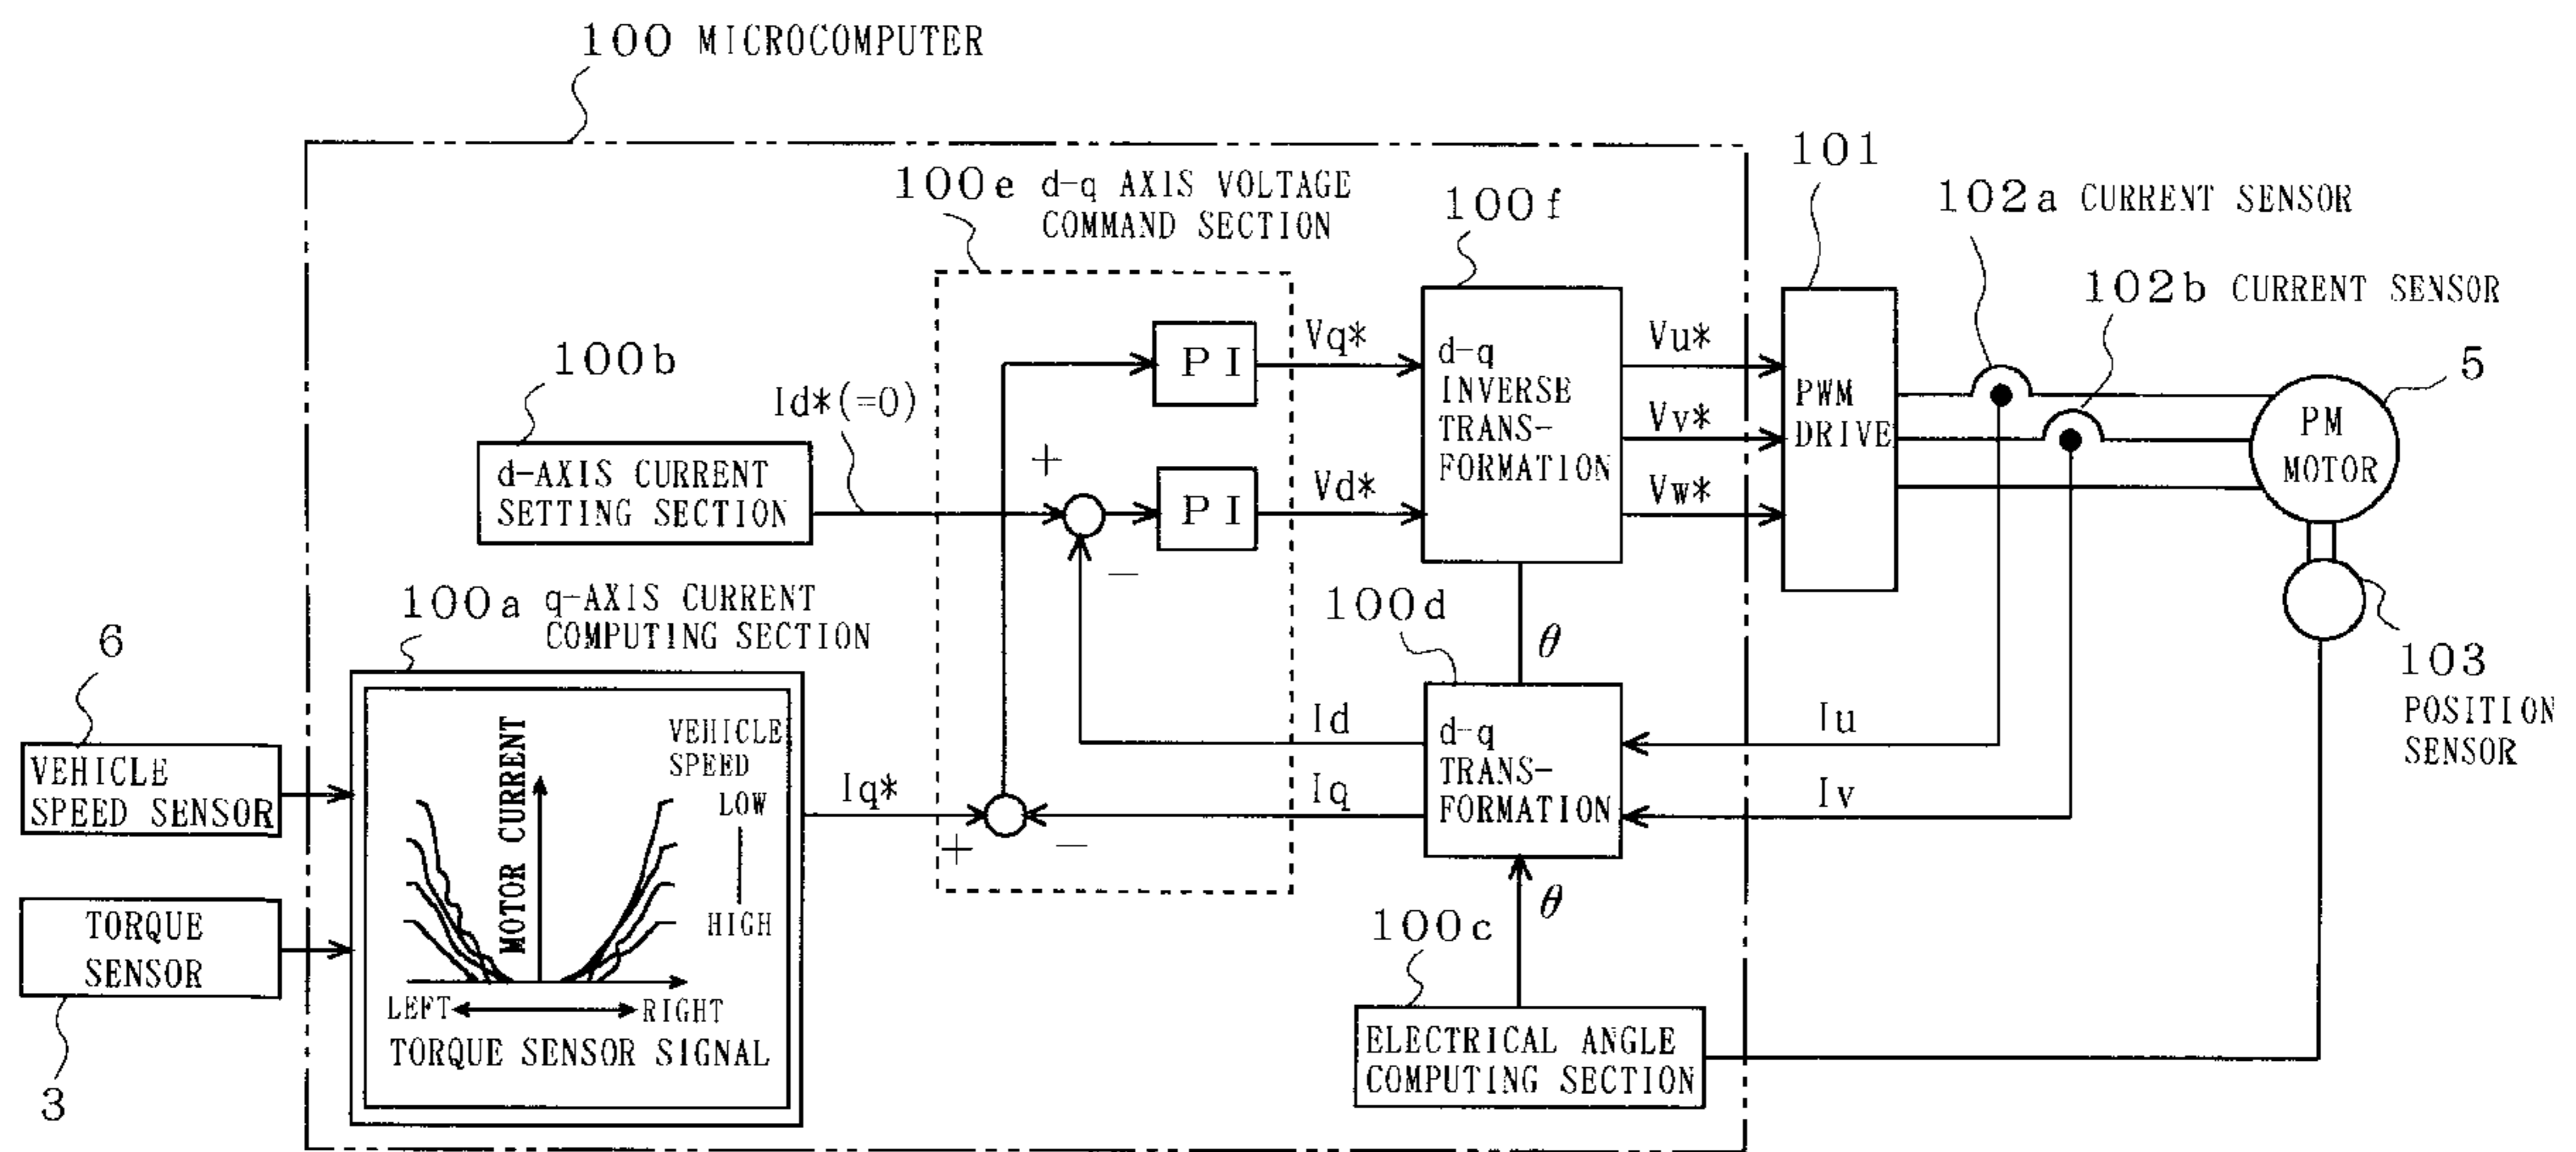 100 MICROCOMPUTER
101
102a CURRENT SENSOR
102b CURRENT SENSOR
100e d-q AXIS VOLTAGE
COMMAND SECTION
100f
100b
Id*(=0)
d-AXIS CURRENT
SETTING SECTION
+
−
PI
PI
Vq*
Vd*
d-q
INVERSE
TRANS-
FORMATION
Vu*
Vv*
Vw*
PWM
DRIVE
PM
MOTOR
5
103
POSITION
SENSOR
100a q-AXIS CURRENT
COMPUTING SECTION
6
VEHICLE
SPEED SENSOR
TORQUE
SENSOR
3
MOTOR CURRENT
VEHICLE
SPEED
LOW
HIGH
LEFT
RIGHT
TORQUE SENSOR SIGNAL
Iq*
+
−
Id
Iq
100d
θ
d-q
TRANS-
FORMATION
Iu
Iv
θ
100c
ELECTRICAL ANGLE
COMPUTING SECTION